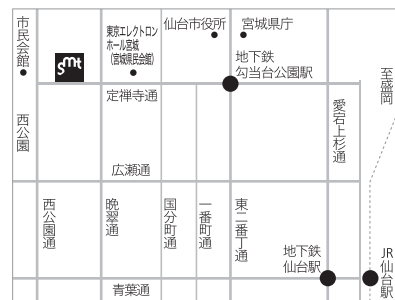 市民会館
smt
東京エレクトロン
ホール宮城
(宮城県民会館)
仙台市役所
宮城県庁
地下鉄
勾当台公園駅
至盛岡
定禅寺通
西公園
愛宕上杉通
広瀬通
西公園通
晩翠通
国分町通
一番町通
東二番丁通
地下鉄
仙台駅
JR仙台駅
青葉通